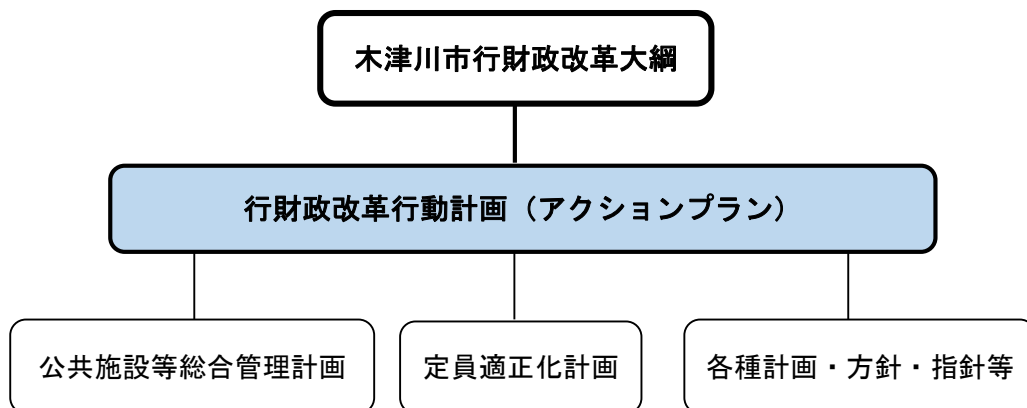 木津川市行財政改革大綱
行財政改革行動計画（アクションプラン）
公共施設等総合管理計画
定員適正化計画
各種計画・方針・指針等